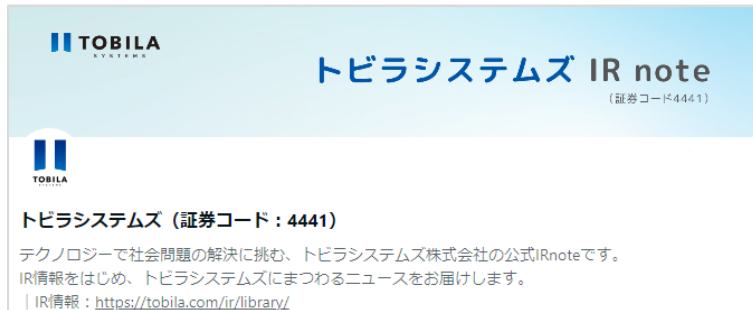 TOBILA
SYSTEMS
トビラシステムズ IR note
(証券コード4441)
TOBILA
SYSTEMS
トビラシステムズ（証券コード：4441）
テクノロジーで社会問題の解決に挑む、トビラシステムズ株式会社の公式IRnoteです。
IR情報をはじめ、トビラシステムズにまつわるニュースをお届けします。
｜IR情報：https://tobila.com/ir/library/